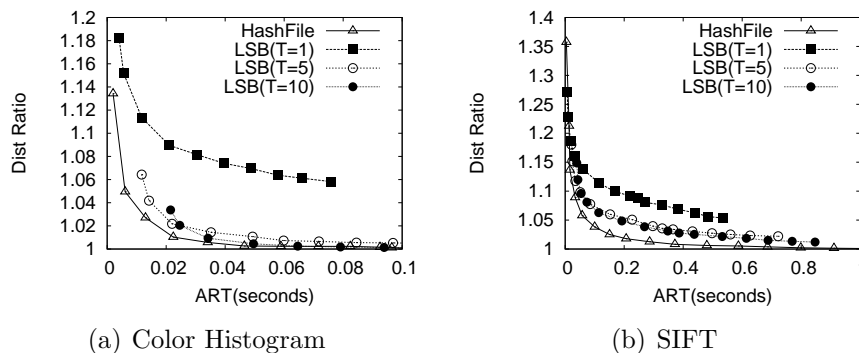 1.2
1.18
1.16
1.14
1.12
1.1
1.08
1.06
1.04
1.02
1
Dist Ratio
HashFile
LSB(T=1)
LSB(T=5)
LSB(T=10)
0
0.02
0.04
0.06
0.08
0.1
ART(seconds)
(a) Color Histogram
1.4
1.35
1.3
1.25
1.2
1.15
1.1
1.05
1
Dist Ratio
HashFile
LSB(T=1)
LSB(T=5)
LSB(T=10)
0
0.2
0.4
0.6
0.8
1
ART(seconds)
(b) SIFT